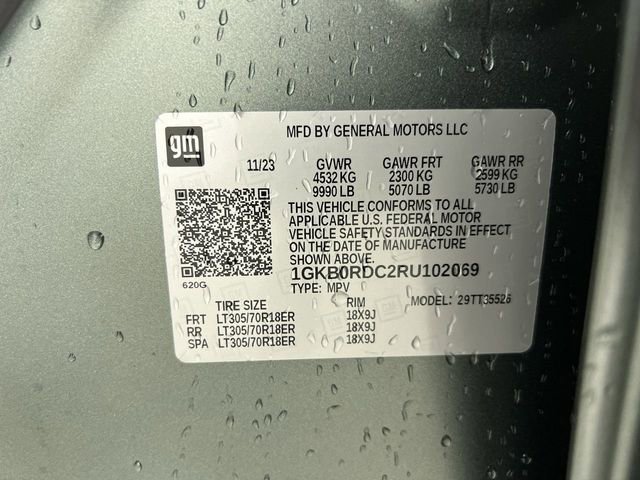 gm
MFD BY GENERAL MOTORS LLC
11/23 GVWR GAWR FRT GAWR RR
4532 KG 2300 KG 2599 KG
9990 LB 5070 LB 5730 LB
THIS VEHICLE CONFORMS TO ALL
APPLICABLE U.S. FEDERAL MOTOR
VEHICLE SAFETY STANDARDS IN EFFECT
ON THE DATE OF MANUFACTURE
SHOWN ABOVE.
620G
1GKB0RDC2RU102069
TYPE: MPV MODEL: 29TT35526
TIRE SIZE RIM
FRT LT305/70R18ER 18X9J
RR LT305/70R18ER 18X9J
SPA LT305/70R18ER 18X9J